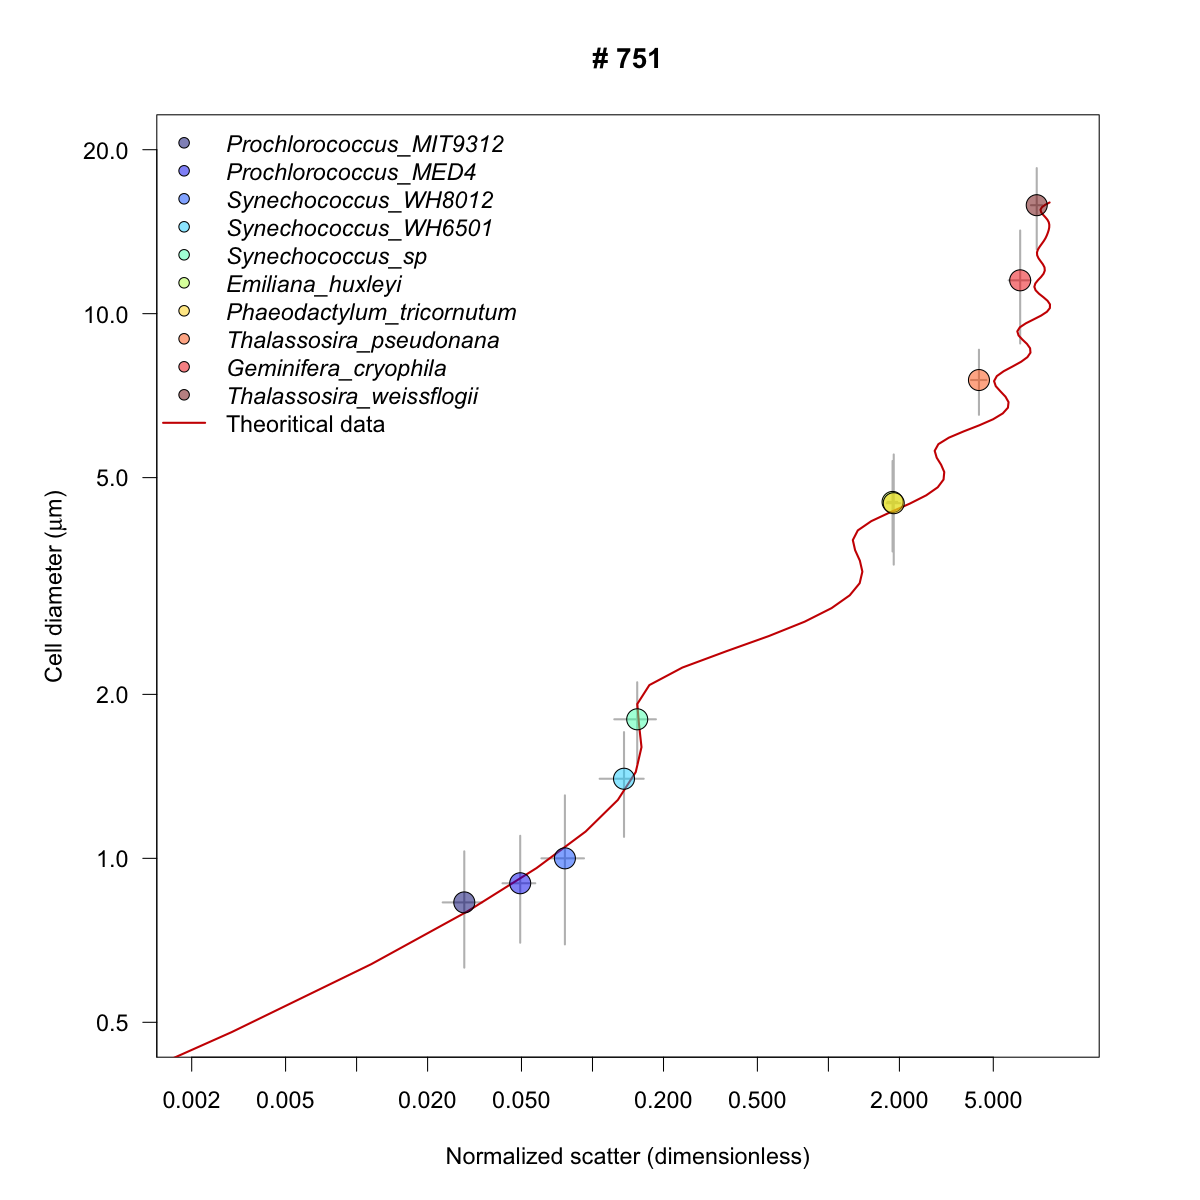 # 751
20.0
10.0
5.0
2.0
1.0
0.5
Cell diameter (µm)
Prochlorococcus_MIT9312
Prochlorococcus_MED4
Synechococcus_WH8012
Synechococcus_WH6501
Synechococcus_sp
Emiliana_huxleyi
Phaeodactylum_tricornutum
Thalassosira_pseudonana
Geminifera_cryophila
Thalassosira_weissflogii
Theoritical data
0.002 0.005 0.020 0.050 0.200 0.500 2.000 5.000
Normalized scatter (dimensionless)